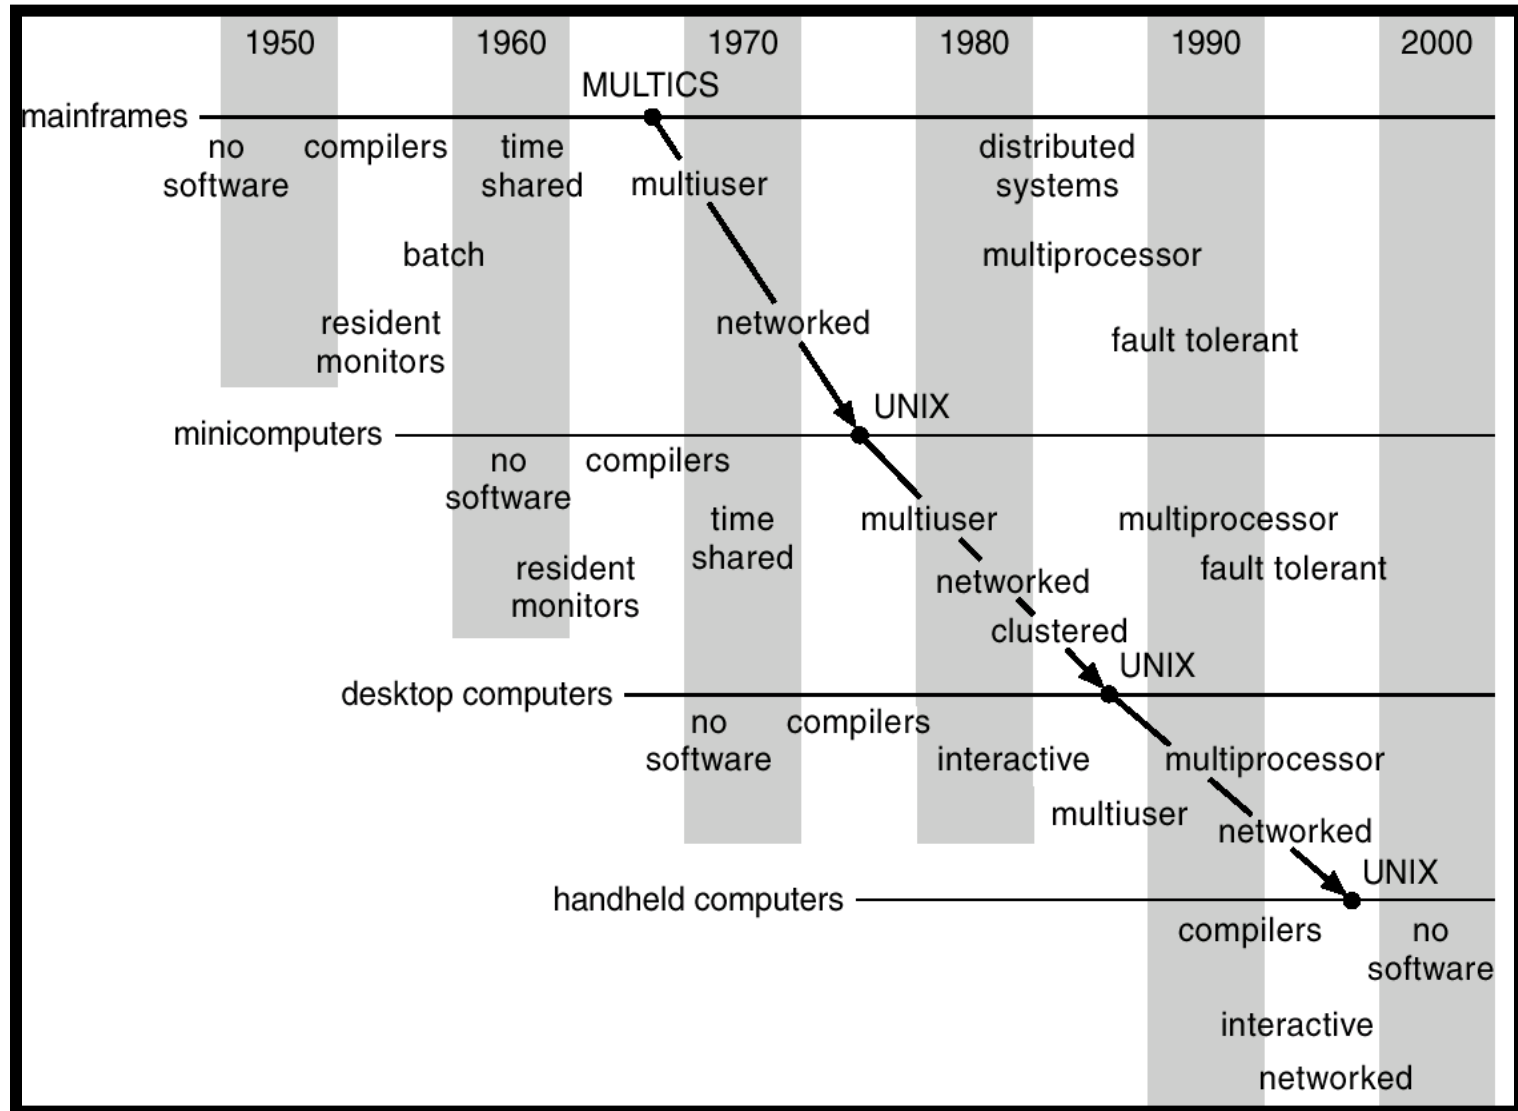 1950 1960 1970 1980 1990 2000
MULTICS
mainframes
no compilers time distributed
software shared multiuser systems
batch multiprocessor
resident networked fault tolerant
monitors
UNIX
minicomputers
no compilers
software
time multiuser multiprocessor
shared
resident networked fault tolerant
monitors
clustered
UNIX
desktop computers
no compilers
software interactive multiprocessor
multiuser
networked
UNIX
handheld computers
compilers no
software
interactive
networked